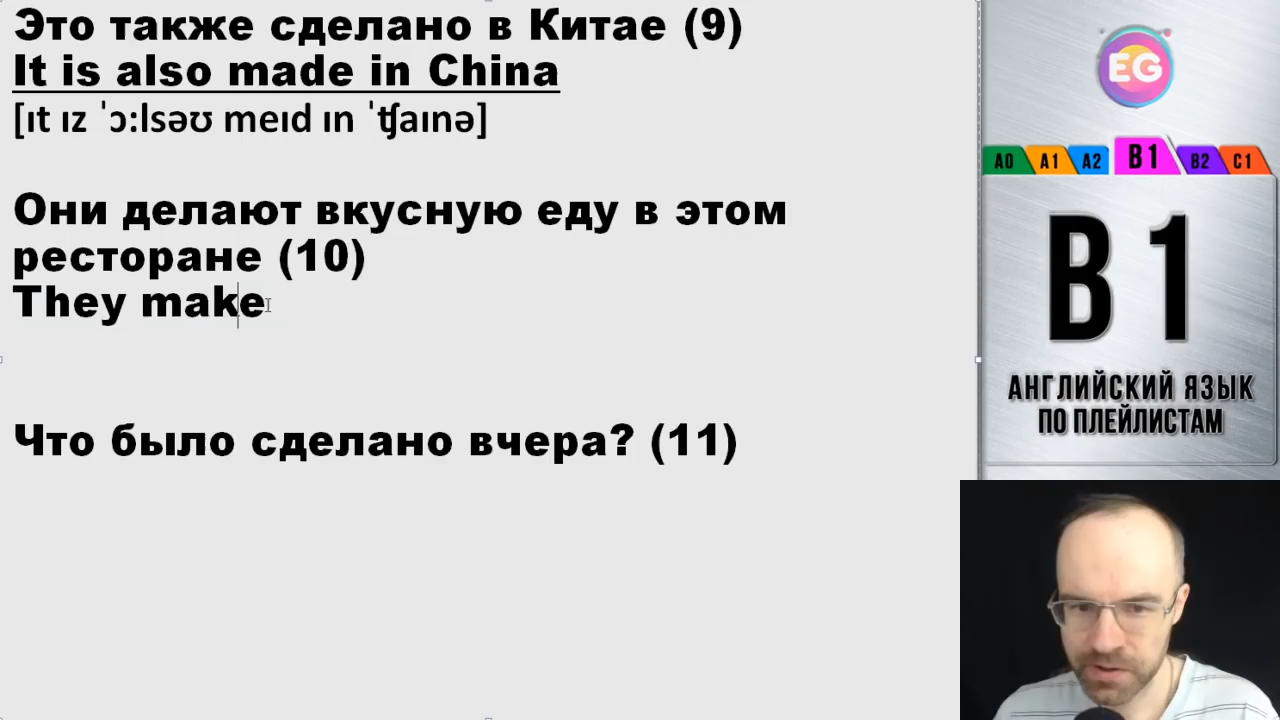 Это также сделано в Китае (9)
It is also made in China
[ɪt ɪz ˈɔ:lsəʊ meɪd ɪn ˈʧaɪnə]
Они делают вкусную еду в этом
ресторане (10)
They make
Что было сделано вчера? (11)
EG
A0 A1 A2 B1 B2 C1
B1
АНГЛИЙСКИЙ ЯЗЫК
ПО ПЛЕЙЛИСТАМ